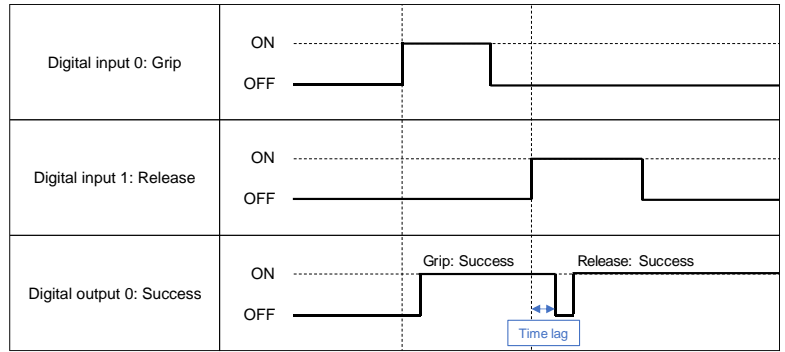 Digital input 0: Grip
ON
OFF
Digital input 1: Release
ON
OFF
Digital output 0: Success
ON
OFF
Grip: Success
Release: Success
Time lag